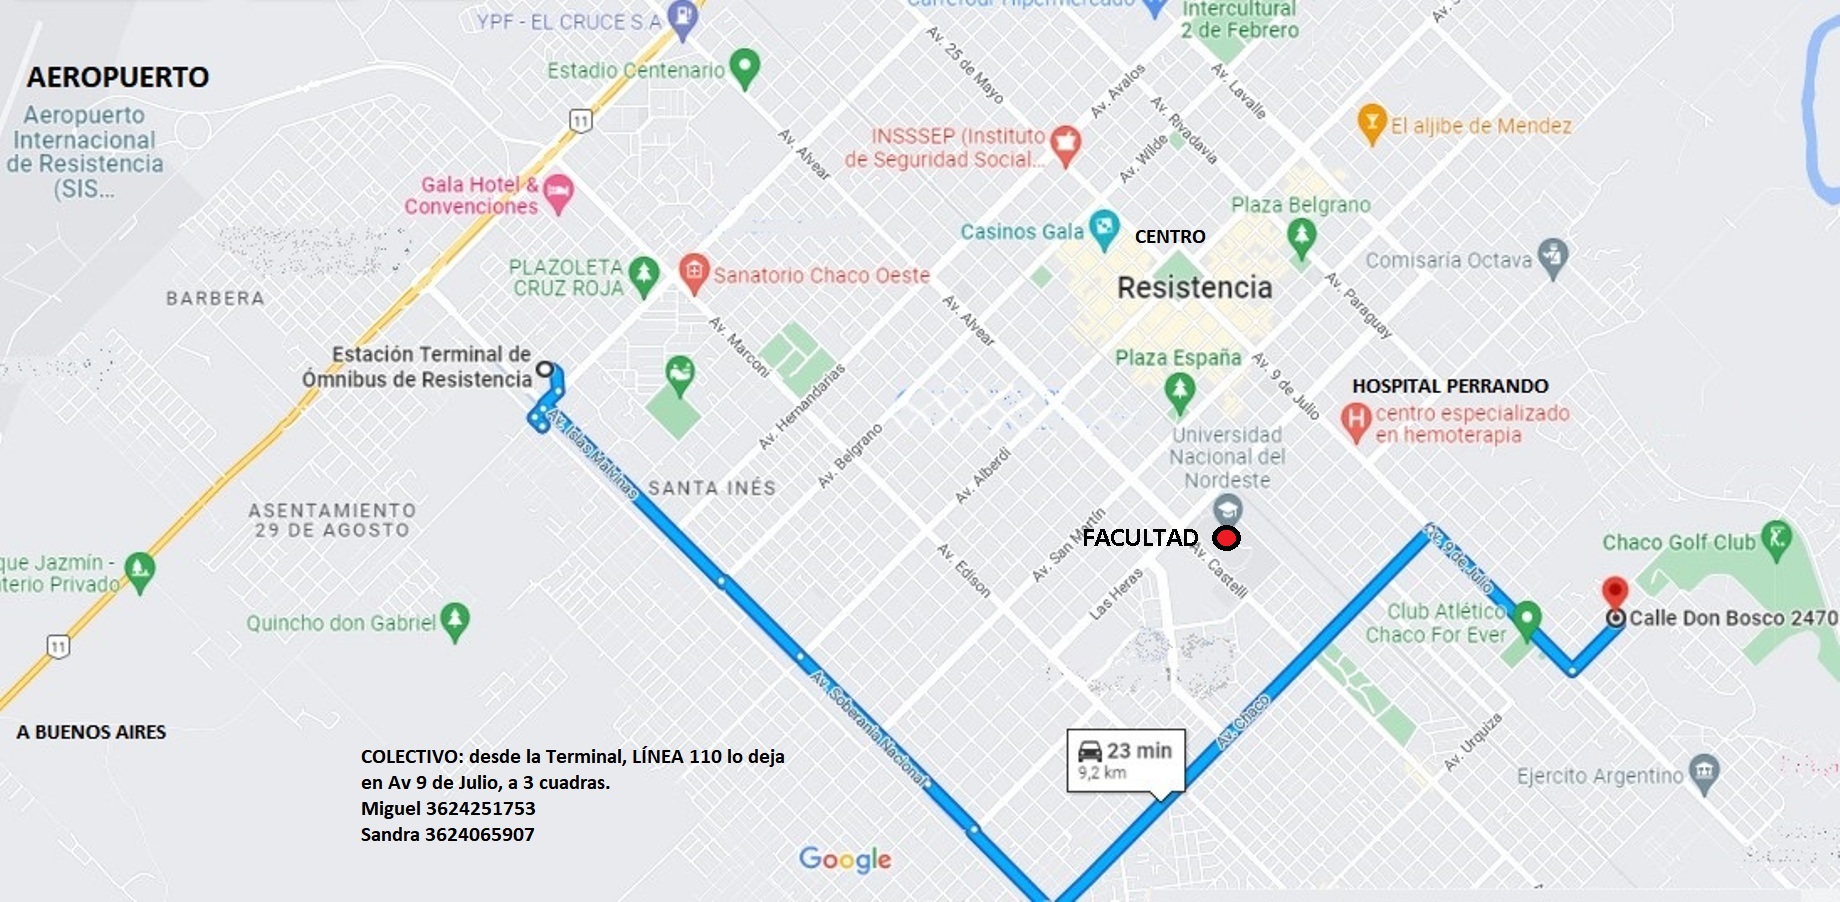 YPF - EL CRUCE S.A
Intercultural
2 de Febrero
AEROPUERTO
Aeropuerto
Internacional
de Resistencia
(SIS...
Estadio Centenario
11
Av. 25 de Mayo
Av. Avalos
Av. Lavalle
Av. Rivadavia
Av. Wilde
Av. Alvear
INSSSEP (Instituto
de Seguridad Social...
El aljibe de Mendez
Gala Hotel &
Convenciones
Plaza Belgrano
Casinos Gala
CENTRO
Comisaría Octava
PLAZOLETA
CRUZ ROJA
Sanatorio Chaco Oeste
Resistencia
BARBERA
Av. Alvear
Av. Paraguay
Av. Marconi
Estación Terminal de
Ómnibus de Resistencia
Plaza España
Av. 9 de Julio
HOSPITAL PERRANDO
centro especializado
en hemoterapia
Av. Hernandarias
Av. Belgrano
Av. Alberdi
Universidad
Nacional del
Nordeste
Av. Islas Malvinas
SANTA INÉS
ASENTAMIENTO
29 DE AGOSTO
Av. San Martín
FACULTAD
Av. Castelli
Av. Edison
Las Heras
Av. 9 de Julio
Chaco Golf Club
que Jazmín -
terio Privado
Quincho don Gabriel
Club Atlético
Chaco For Ever
Calle Don Bosco 2470
11
Av. Soberanía Nacional
Av. Chaco
Av. Urquiza
A BUENOS AIRES
23 min
9,2 km
Ejercito Argentino
COLECTIVO: desde la Terminal, LÍNEA 110 lo deja
en Av 9 de Julio, a 3 cuadras.
Miguel 3624251753
Sandra 3624065907
Google